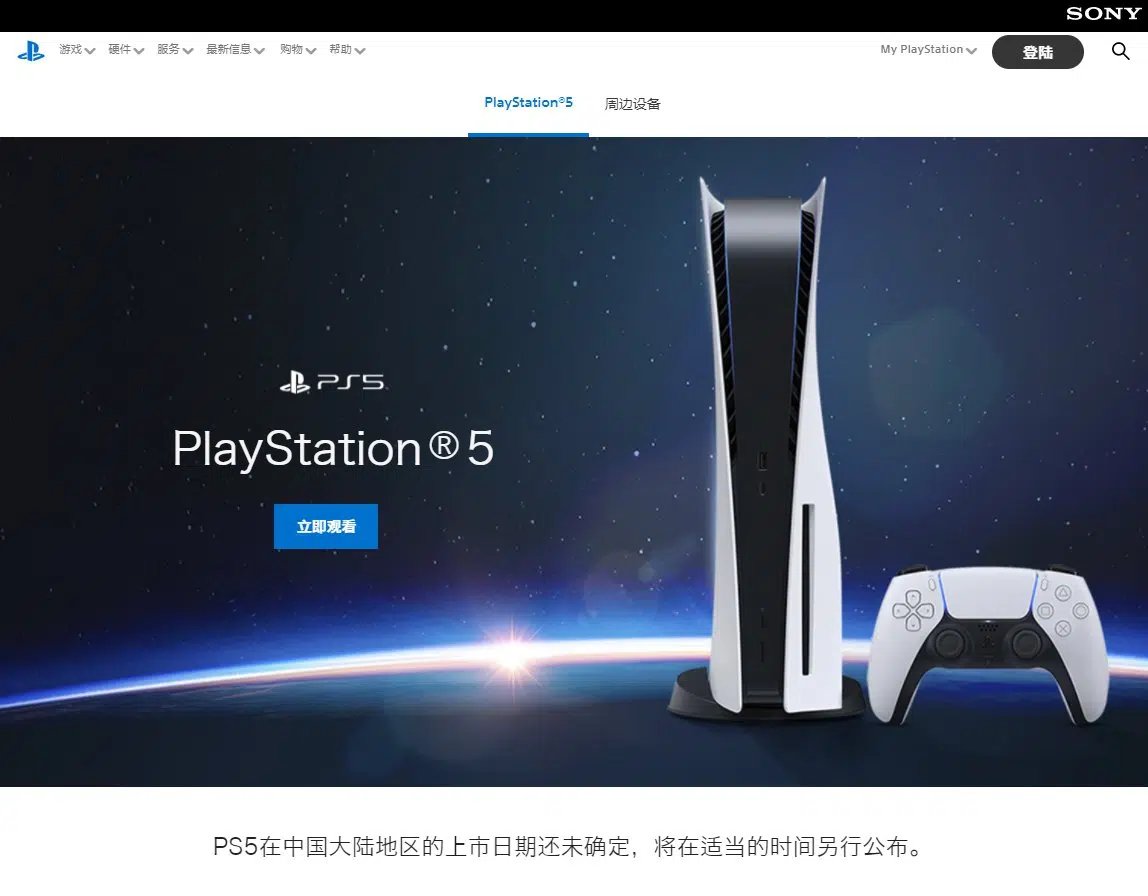 SONY
游戏 硬件 服务 最新信息 购物 帮助 My PlayStation 登陆
PlayStation®5 周边设备
PS5
PlayStation®5
立即观看
PS5在中国大陆地区的上市日期还未确定，将在适当的时间另行公布。